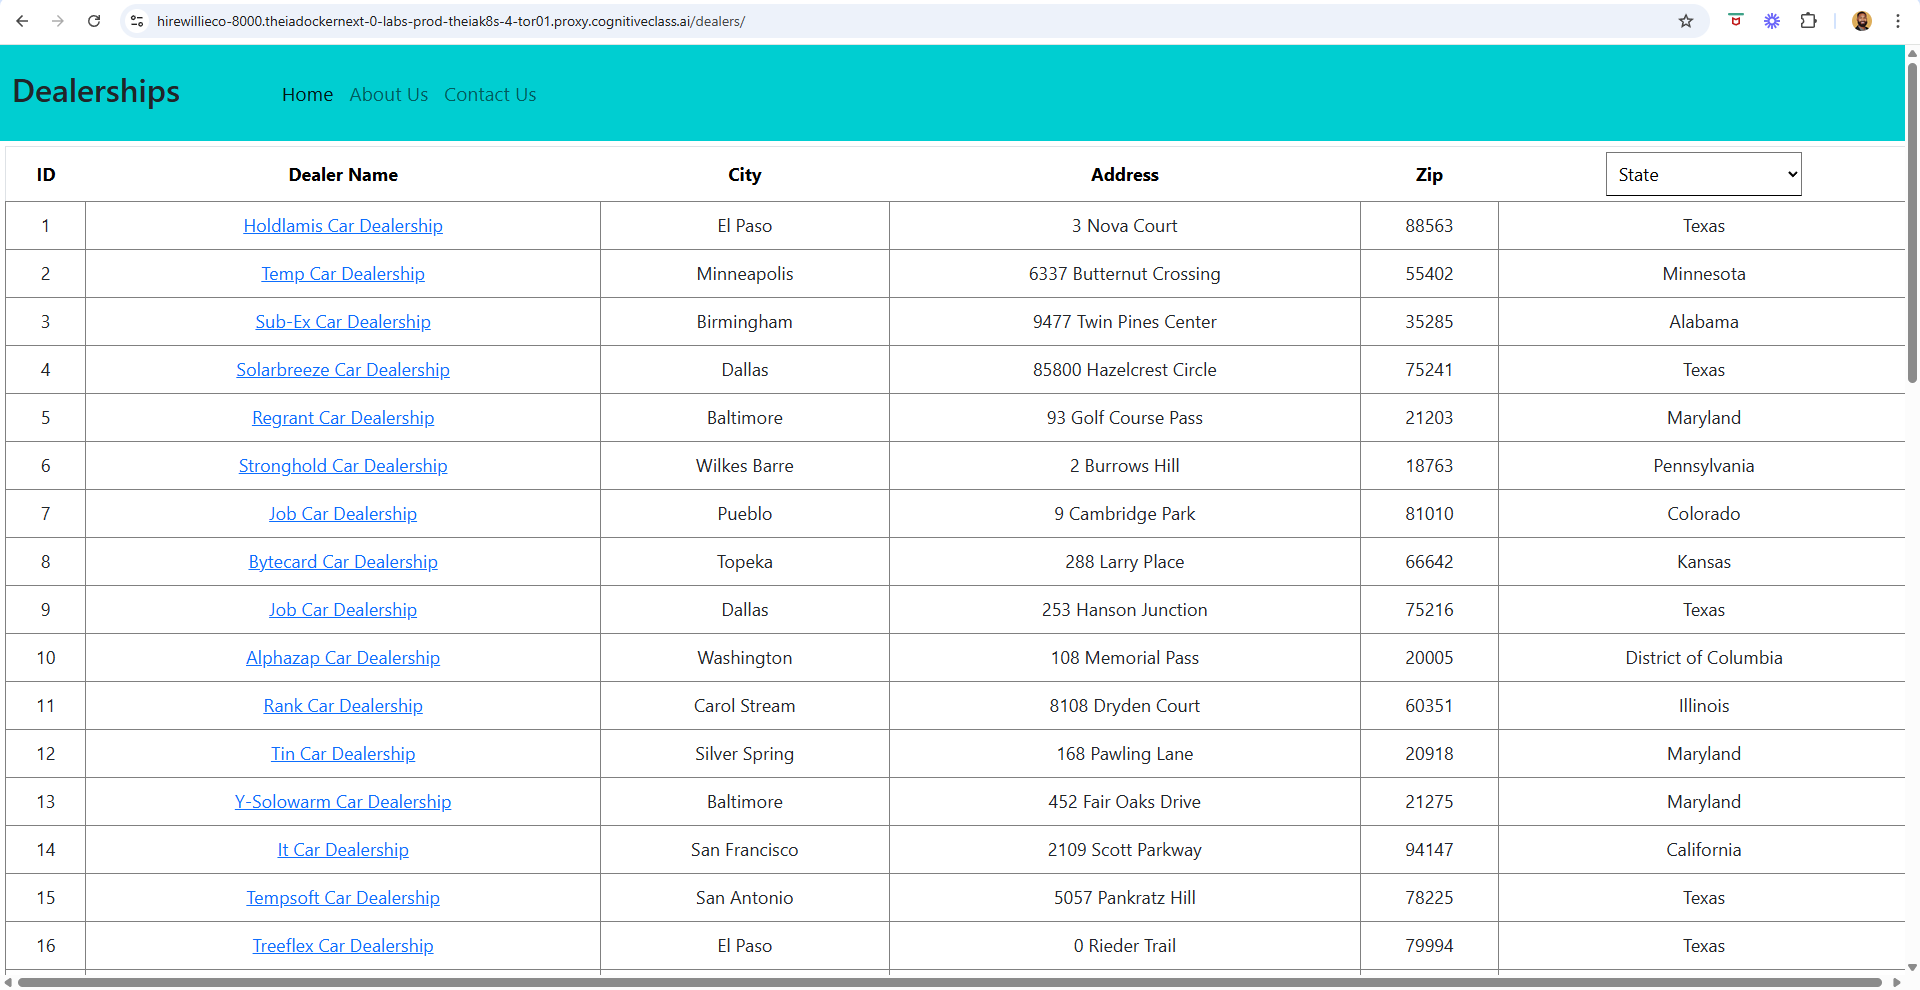 hirewillieco-8000.theiadockernext-0-labs-prod-theiak8s-4-tor01.proxy.cognitiveclass.ai/dealers/
Dealerships Home About Us Contact Us
ID Dealer Name City Address Zip State
1 Holdlamis Car Dealership El Paso 3 Nova Court 88563 Texas
2 Temp Car Dealership Minneapolis 6337 Butternut Crossing 55402 Minnesota
3 Sub-Ex Car Dealership Birmingham 9477 Twin Pines Center 35285 Alabama
4 Solarbreeze Car Dealership Dallas 85800 Hazelcrest Circle 75241 Texas
5 Regrant Car Dealership Baltimore 93 Golf Course Pass 21203 Maryland
6 Stronghold Car Dealership Wilkes Barre 2 Burrows Hill 18763 Pennsylvania
7 Job Car Dealership Pueblo 9 Cambridge Park 81010 Colorado
8 Bytecard Car Dealership Topeka 288 Larry Place 66642 Kansas
9 Job Car Dealership Dallas 253 Hanson Junction 75216 Texas
10 Alphazap Car Dealership Washington 108 Memorial Pass 20005 District of Columbia
11 Rank Car Dealership Carol Stream 8108 Dryden Court 60351 Illinois
12 Tin Car Dealership Silver Spring 168 Pawling Lane 20918 Maryland
13 Y-Solowarm Car Dealership Baltimore 452 Fair Oaks Drive 21275 Maryland
14 It Car Dealership San Francisco 2109 Scott Parkway 94147 California
15 Tempsoft Car Dealership San Antonio 5057 Pankratz Hill 78225 Texas
16 Treeflex Car Dealership El Paso 0 Rieder Trail 79994 Texas